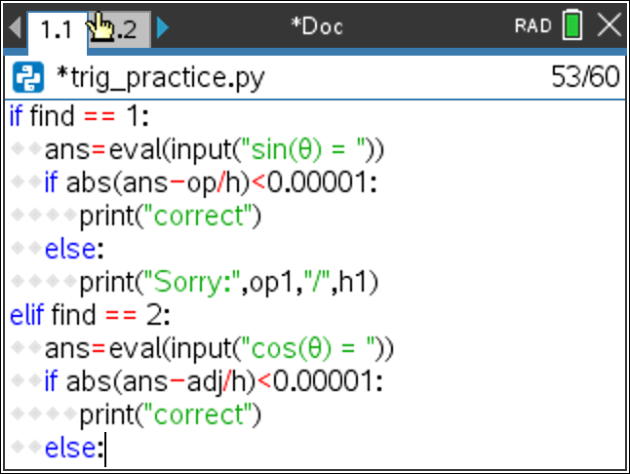 1.1 .2 *Doc RAD
*trig_practice.py 53/60
if find == 1:
ans=eval(input("sin(θ) = "))
if abs(ans-op/h)<0.00001:
print("correct")
else:
print("Sorry:",op1,"/",h1)
elif find == 2:
ans=eval(input("cos(θ) = "))
if abs(ans-adj/h)<0.00001:
print("correct")
else: